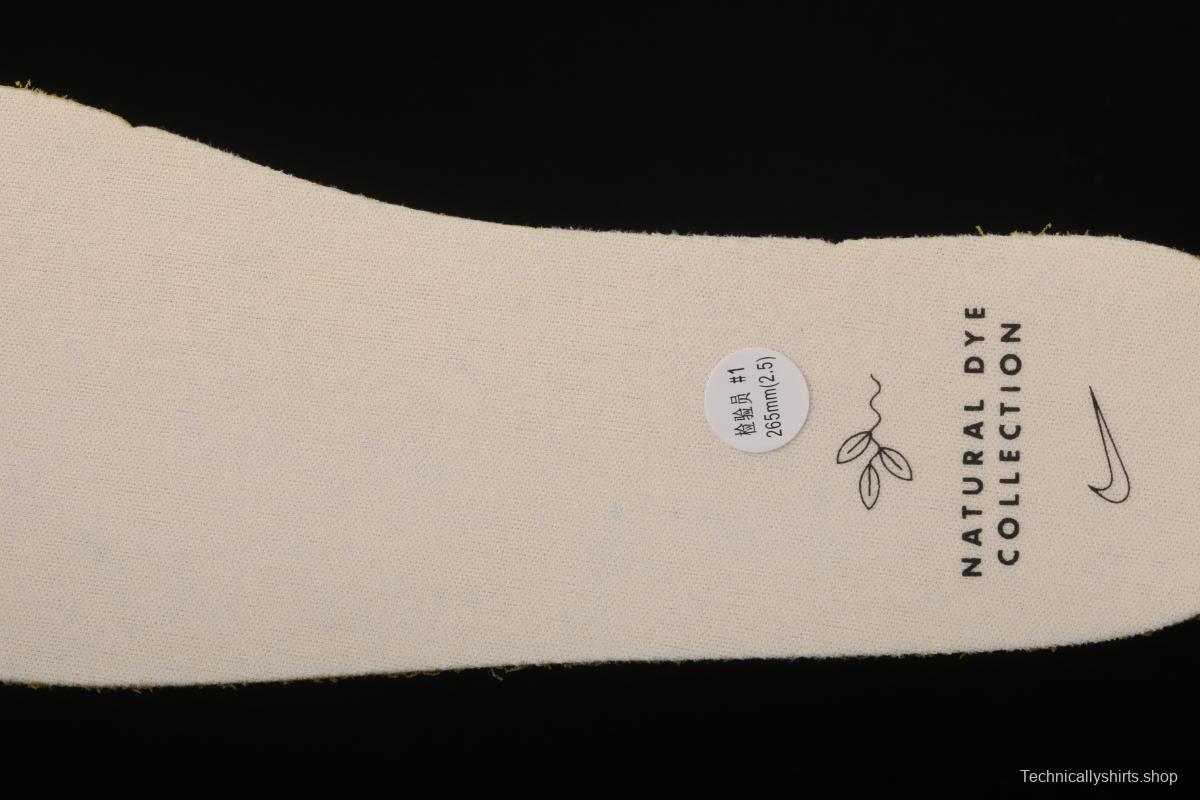 检验员 #1
265mm(2.5)
NATURAL DYE
COLLECTION
Technicallyshirts.shop